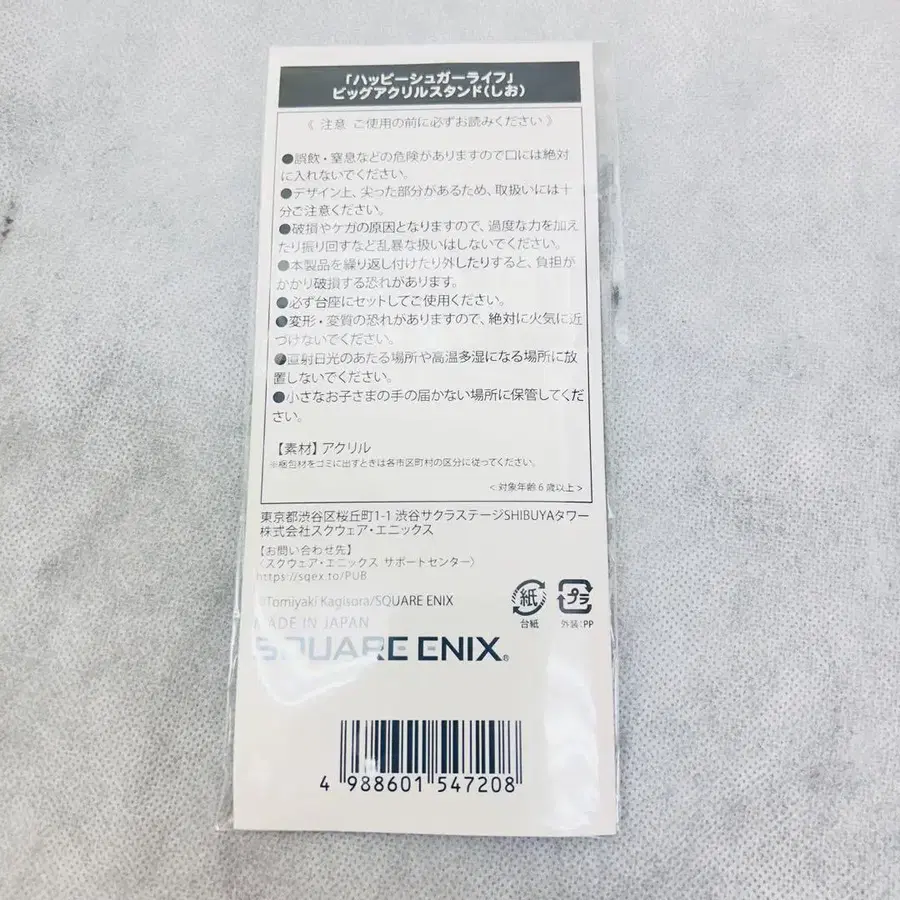 「ハッピーシュガーライフ」
ビッグアクリルスタンド(しお)
《 注意 ご使用の前に必ずお読みください 》
●誤飲・窒息などの危険がありますので口には絶対
に入れないでください。
●デザイン上、尖った部分があるため、取扱いには十
分ご注意ください。
●破損やケガの原因となりますので、過度な力を加え
たり振り回すなど乱暴な扱いはしないでください。
●本製品を繰り返し付けたり外したりすると、負担が
かかり破損する恐れがあります。
●必ず台座にセットしてご使用ください。
●変形・変質の恐れがありますので、絶対に火気に近
づけないでください。
●直射日光のあたる場所や高温多湿になる場所に放
置しないでください。
●小さなお子さまの手の届かない場所に保管してくだ
さい。
【素材】アクリル
※梱包材をゴミに出すときは各市区町村の区分に従ってください。
<対象年齢6歳以上>
東京都渋谷区桜丘町1-1 渋谷サクラステージSHIBUYAタワー
株式会社スクウェア・エニックス
【お問い合わせ先】
〈スクウェア・エニックス サポートセンター〉
https://sqex.to/PUB
©Tomiyaki Kagisora/SQUARE ENIX
MADE IN JAPAN
SQUARE ENIX®
紙
台紙
プラ
外装:PP
4 988601 547208